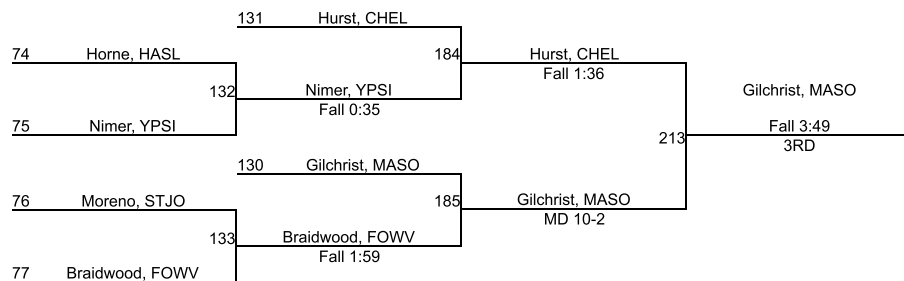 131 Hurst, CHEL
74 Horne, HASL
184 Hurst, CHEL
Fall 1:36
132 Nimer, YPSI
Fall 0:35
Gilchrist, MASO
75 Nimer, YPSI
213 Fall 3:49
3RD
130 Gilchrist, MASO
76 Moreno, STJO
185 Gilchrist, MASO
MD 10-2
133 Braidwood, FOWV
Fall 1:59
77 Braidwood, FOWV